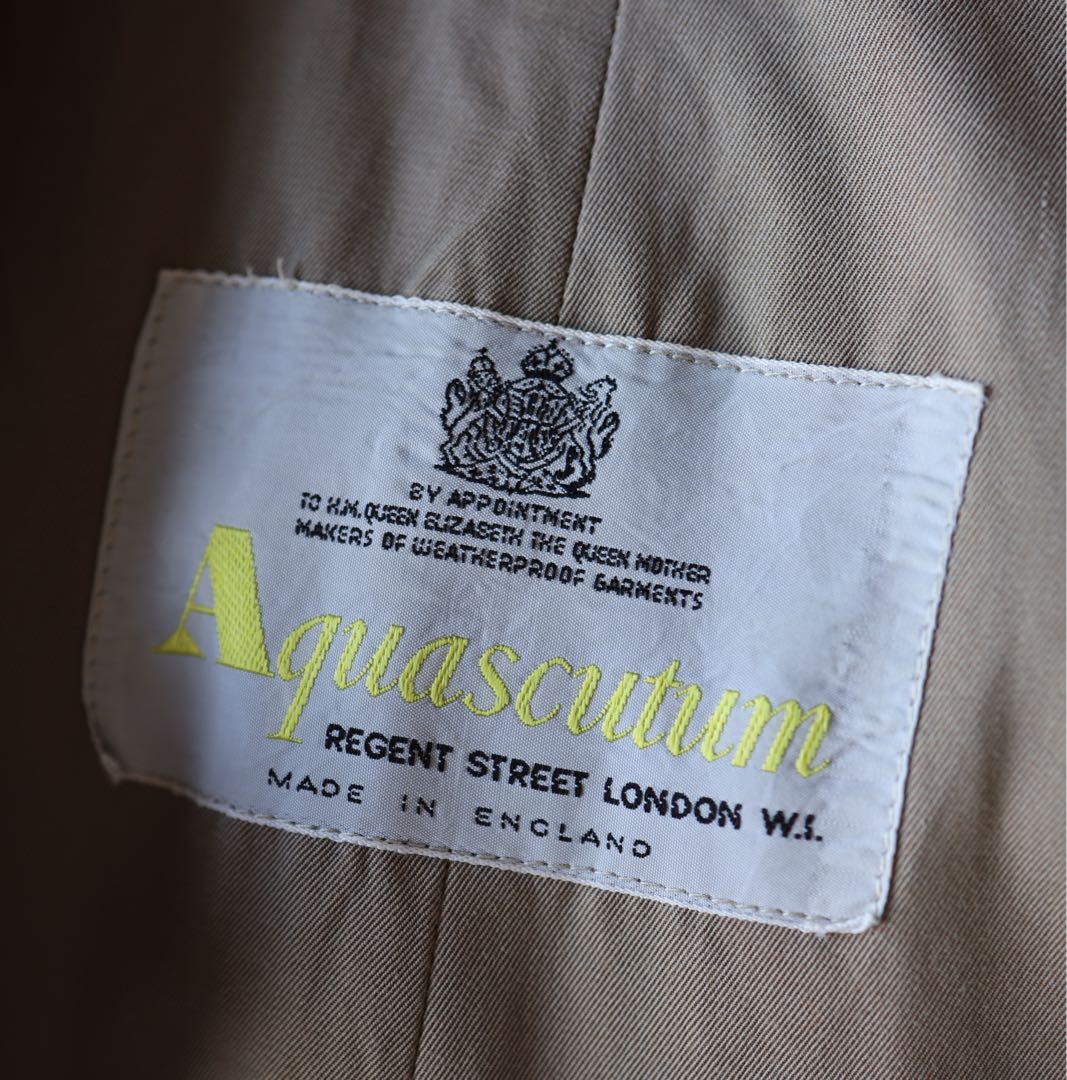 BY APPOINTMENT
TO H.M. QUEEN ELIZABETH THE QUEEN MOTHER
MAKERS OF WEATHERPROOF GARMENTS
Aquascutum
REGENT STREET LONDON W.1.
MADE IN ENGLAND